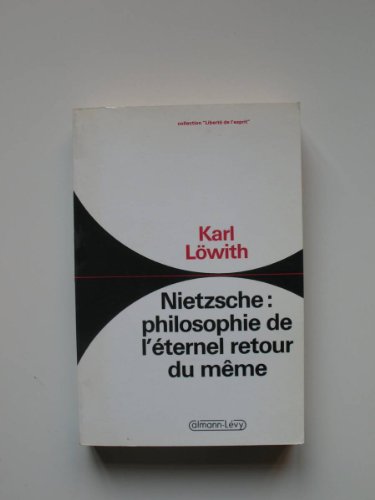 collection "Liberté de l'esprit"
Karl
Löwith
Nietzsche :
philosophie de
l'éternel retour
du même
calmann-lévy